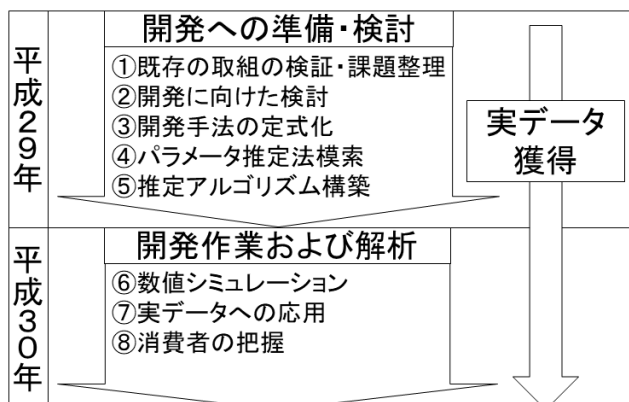 平成29年
開発への準備・検討
①既存の取組の検証・課題整理
②開発に向けた検討
③開発手法の定式化
④パラメータ推定法模索
⑤推定アルゴリズム構築
実データ
獲得
平成30年
開発作業および解析
⑥数値シミュレーション
⑦実データへの応用
⑧消費者の把握